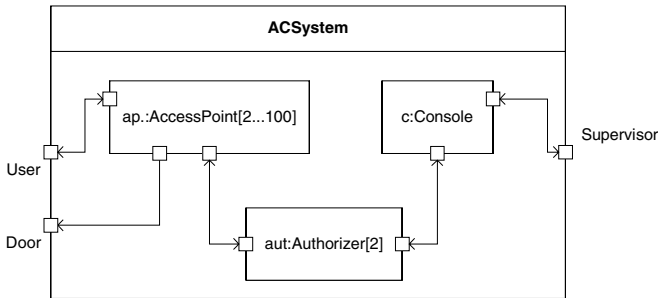 ACSystem
ap.:AccessPoint[2...100]
c:Console
Supervisor
User
Door
aut:Authorizer[2]